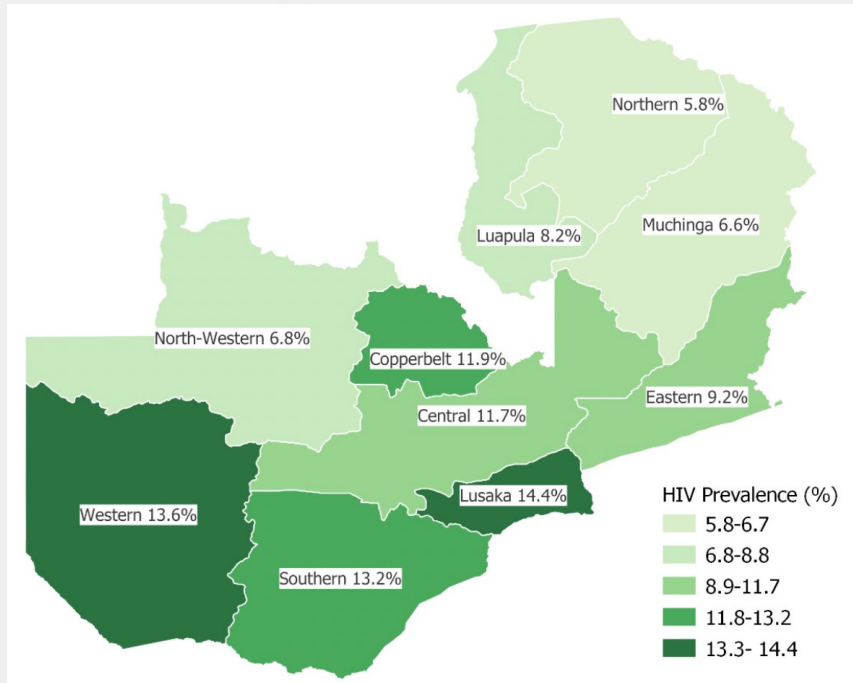 Northern 5.8%
Muchinga 6.6%
Luapula 8.2%
North-Western 6.8%
Copperbelt 11.9%
Eastern 9.2%
Central 11.7%
Lusaka 14.4%
Western 13.6%
Southern 13.2%
HIV Prevalence (%)
5.8-6.7
6.8-8.8
8.9-11.7
11.8-13.2
13.3- 14.4